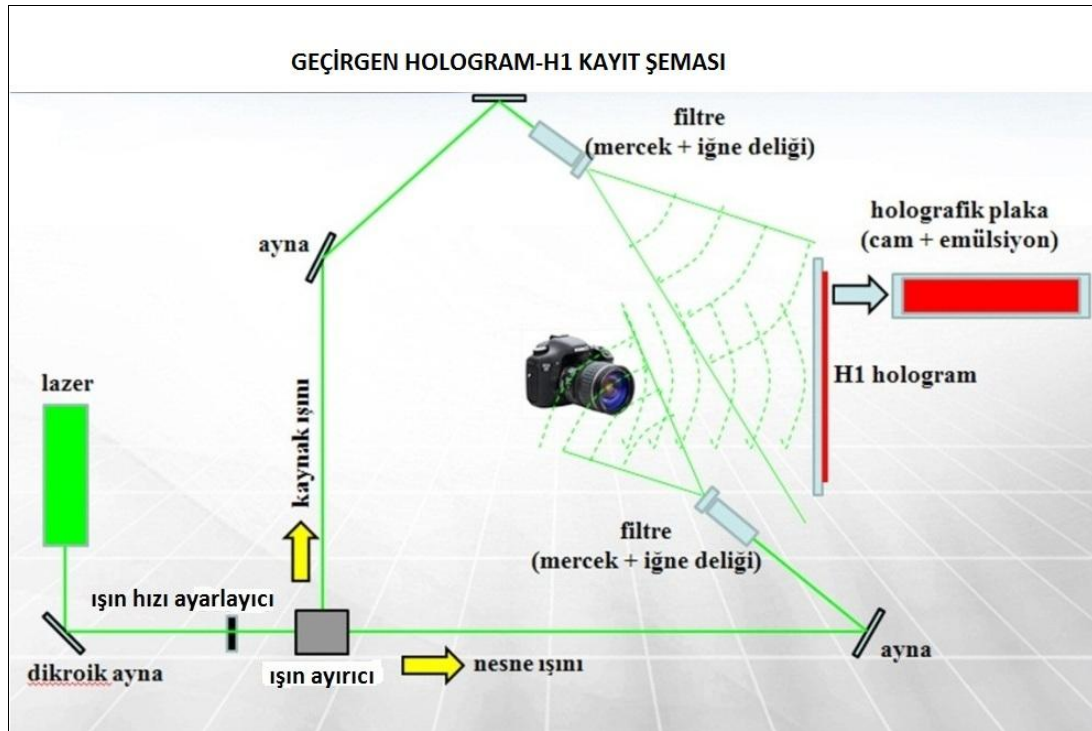 GEÇİRGEN HOLOGRAM-H1 KAYIT ŞEMASI
filtre
(mercek + iğne deliği)
holografik plaka
(cam + emülsiyon)
ayna
H1 hologram
lazer
kaynak ışını
filtre
(mercek + iğne deliği)
ışın hızı ayarlayıcı
ayna
dikroik ayna
ışın ayırıcı
nesne ışını